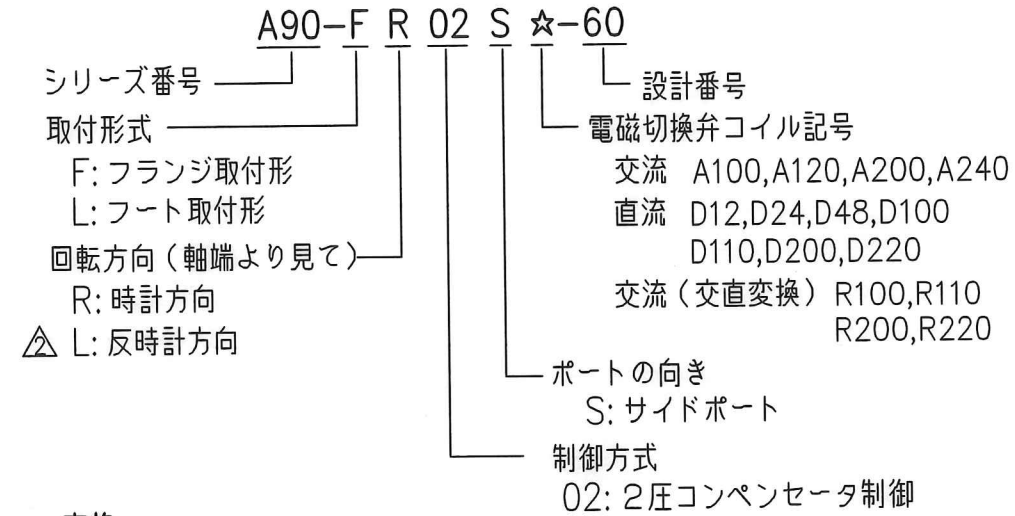 A90-F R 02 S ☆-60
シリーズ番号
設計番号
取付形式
電磁切換弁コイル記号
F: フランジ取付形
交流 A100,A120,A200,A240
L: フート取付形
直流 D12,D24,D48,D100
D110,D200,D220
回転方向(軸端より見て)
R: 時計方向
交流(交直変換) R100,R110
R200,R220
2 L: 反時計方向
ポートの向き
S: サイドポート
制御方式
02: 2圧コンペンセータ制御